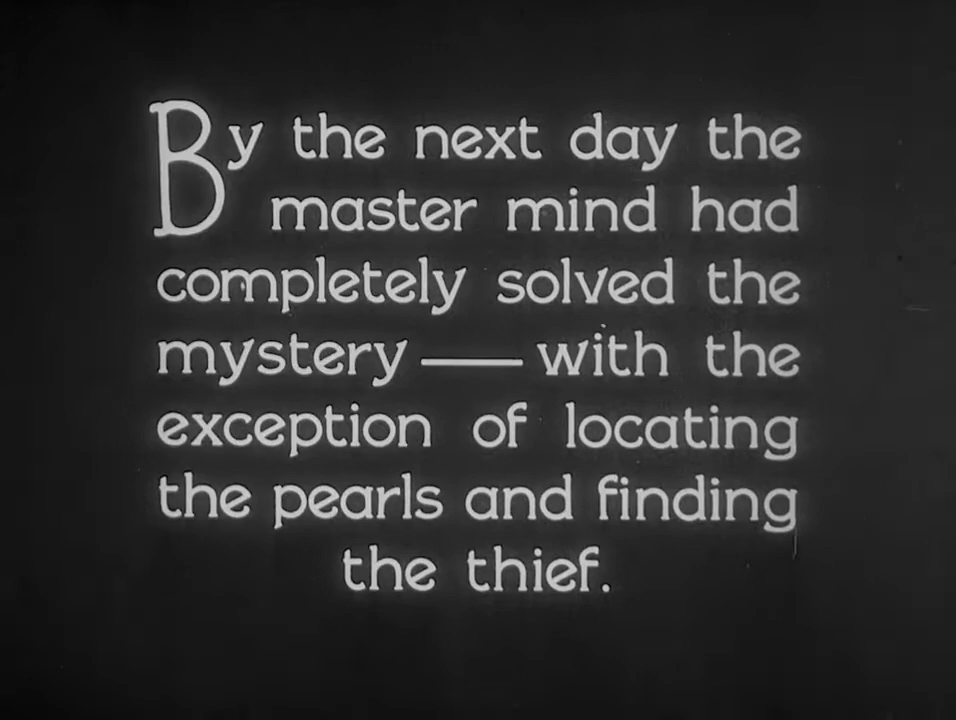 By the next day the
master mind had
completely solved the
mystery — with the
exception of locating
the pearls and finding
the thief.